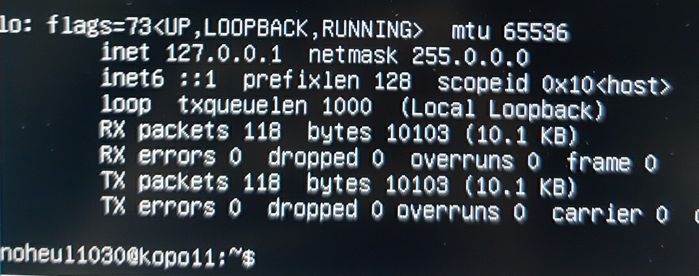 lo: flags=73<UP,LOOPBACK,RUNNING>  mtu 65536
inet 127.0.0.1  netmask 255.0.0.0
inet6 ::1  prefixlen 128  scopeid 0x10<host>
loop  txqueuelen 1000  (Local Loopback)
RX packets 118  bytes 10103 (10.1 KB)
RX errors 0  dropped 0  overruns 0  frame 0
TX packets 118  bytes 10103 (10.1 KB)
TX errors 0  dropped 0 overruns 0  carrier 0
noheul1030@kopo11:~$